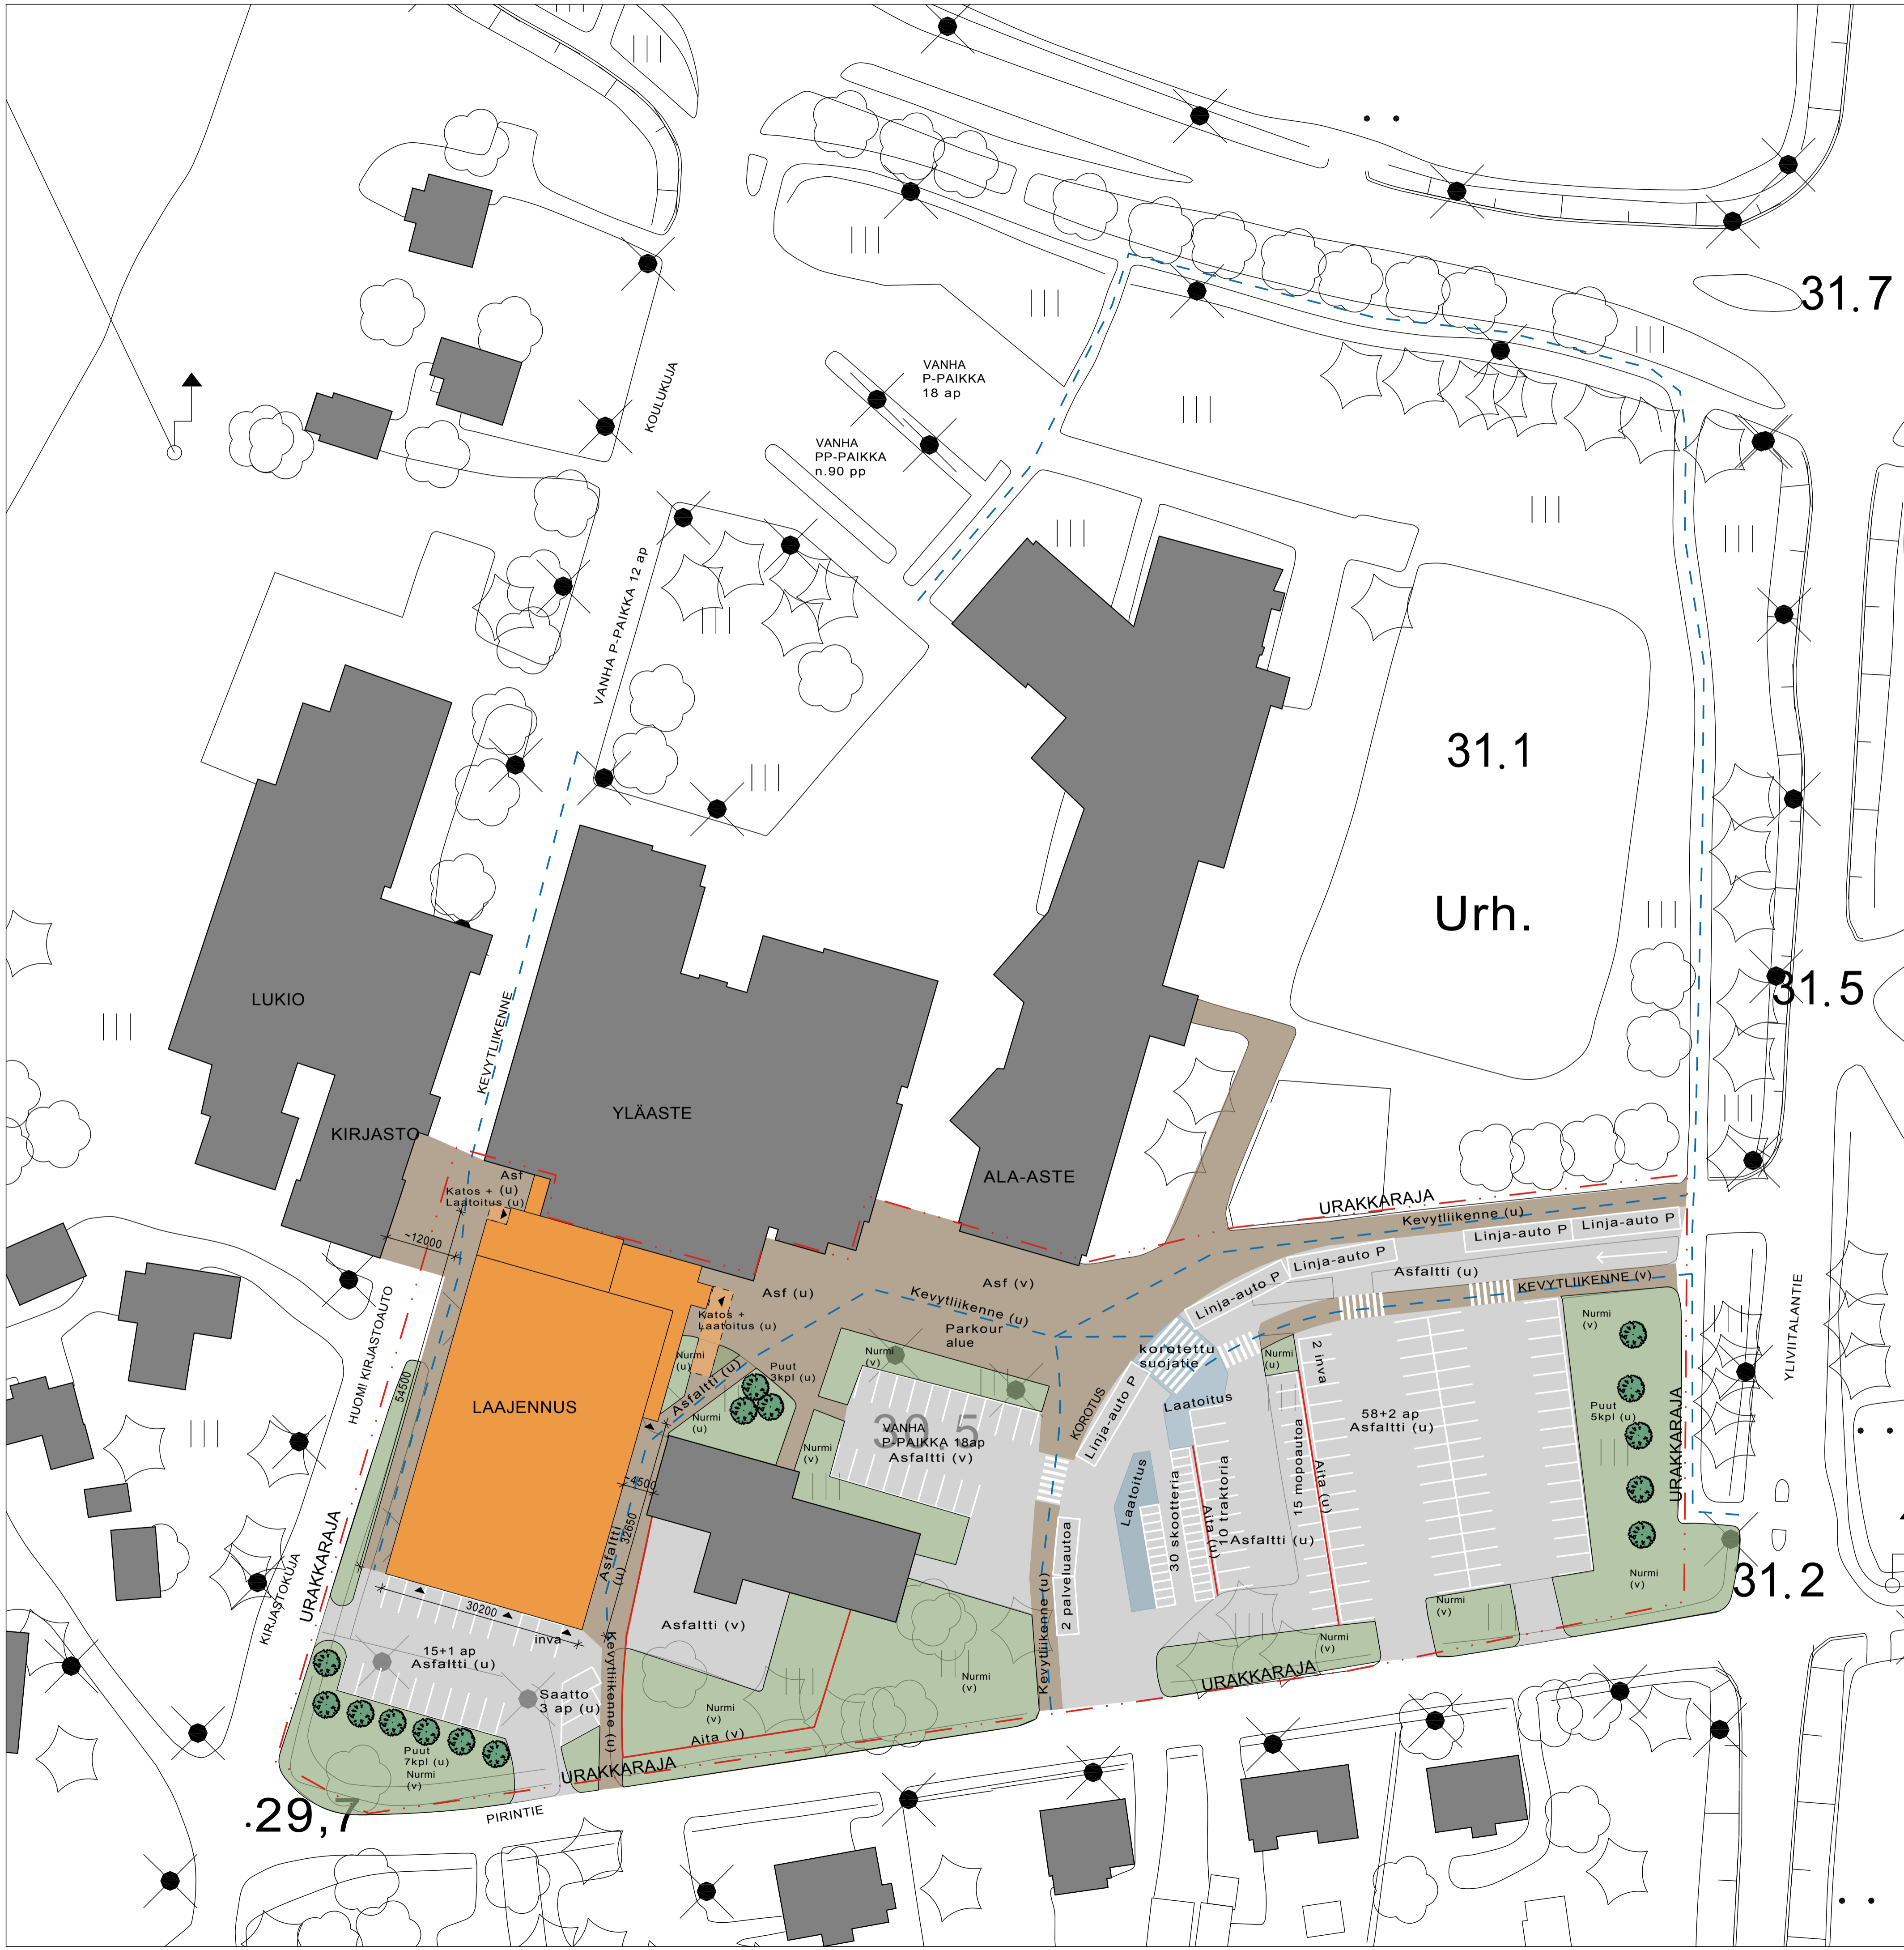 31.7
VANHA
P-PAIKKA
18 ap
KOULUKUJA
VANHA
PP-PAIKKA
n.90 pp
VANHA P-PAIKKA 12 ap
31.1
Urh.
31.5
LUKIO
KEVYTLIIKENNE
YLÄASTE
KIRJASTO
ALA-ASTE
Asf
(u)
Katos +
Laatoitus (u)
~12000
URAKKARAJA
Kevytliikenne (u)
Linja-auto P
Linja-auto P
Linja-auto P
Linja-auto P
Linja-auto P
Asfaltti (u)
KEVYTLIIKENNE (v)
Asf (v)
Asf (u)
Kevytliikenne (u)
Parkour
alue
Katos +
Laatoitus (u)
HUOMI KIRJASTOAUTO
54500
LAAJENNUS
Nurmi
(u)
Asfaltti (u)
Puut
3kpl (u)
Nurmi
(u)
Nurmi
(v)
Nurmi
(v)
30.5
VANHA
P-PAIKKA 18ap
Asfaltti (v)
korotettu
suojatie
KOROTUS
Laatoitus
Laatoitus
Nurmi
(u)
2 inva
58+2 ap
Asfaltti (u)
15 mopoautoa
Aita (u)
10 traktoria
Aita (u)
30 skootteria
Asfaltti (u)
2 palveluautoa
Nurmi
(v)
Puut
5kpl (u)
URAKKARAJA
YLIVIITALANTIE
Nurmi
(v)
31.2
Nurmi
(v)
Nurmi
(v)
URAKKARAJA
~4500
32650
Asfaltti
(u)
Asfaltti (v)
Kevytliikenne (u)
Nurmi
(v)
Nurmi
(v)
Aita (v)
URAKKARAJA
Kevytliikenne (u)
30200
inva
15+1 ap
Asfaltti (u)
Saatto
3 ap (u)
URAKKARAJA
KIRJASTOKUJA
Puut
7kpl (u)
Nurmi
(v)
.29,7
PIRINTIE